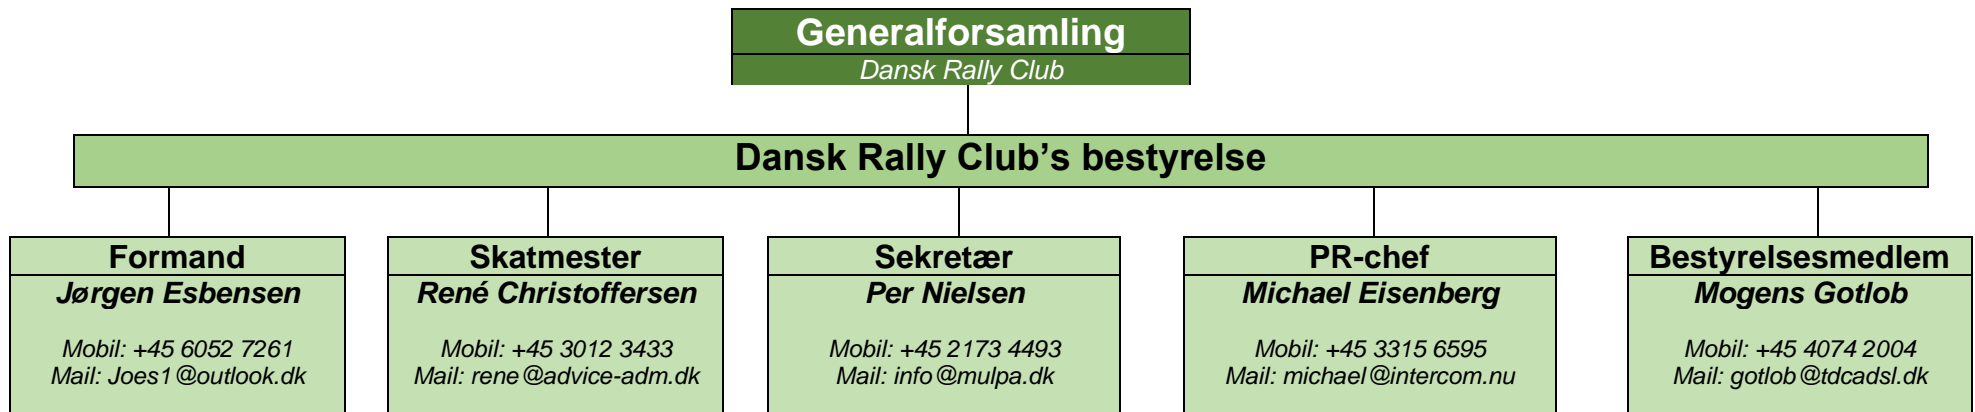 Generalforsamling
Dansk Rally Club
Dansk Rally Club’s bestyrelse
Formand
Jørgen Esbensen
Mobil: +45 6052 7261
Mail: Joes1@outlook.dk
Skatmester
René Christoffersen
Mobil: +45 3012 3433
Mail: rene@advice-adm.dk
Sekretær
Per Nielsen
Mobil: +45 2173 4493
Mail: info@mulpa.dk
PR-chef
Michael Eisenberg
Mobil: +45 3315 6595
Mail: michael@intercom.nu
Bestyrelsesmedlem
Mogens Gotlob
Mobil: +45 4074 2004
Mail: gotlob@tdcadsl.dk